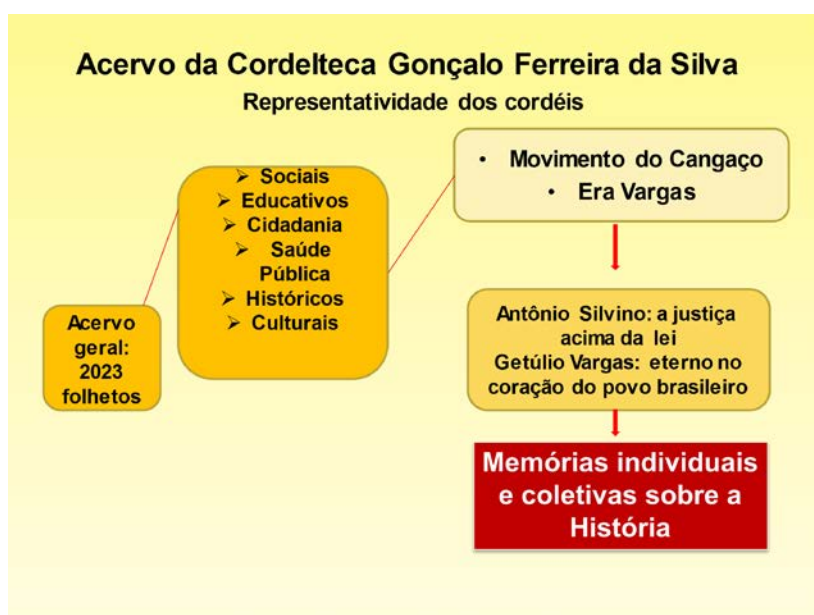 Acervo da Cordelteca Gonçalo Ferreira da Silva
Representatividade dos cordéis
Acervo
geral:
2023
folhetos
➢ Sociais
➢ Educativos
➢ Cidadania
➢ Saúde
Pública
➢ Históricos
➢ Culturais
• Movimento do Cangaço
• Era Vargas
Antônio Silvino: a justiça
acima da lei
Getúlio Vargas: eterno no
coração do povo brasileiro
Memórias individuais
e coletivas sobre a
História